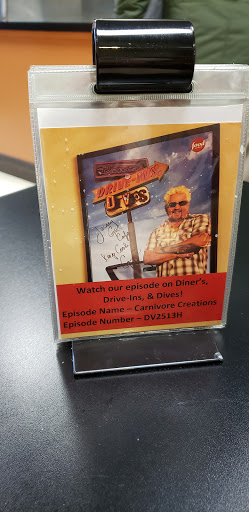 food
DRIVE-INS
DIVES
Watch our episode on Diner's,
Drive-Ins, & Dives!
Episode Name – Carnivore Creations
Episode Number – DV2513H